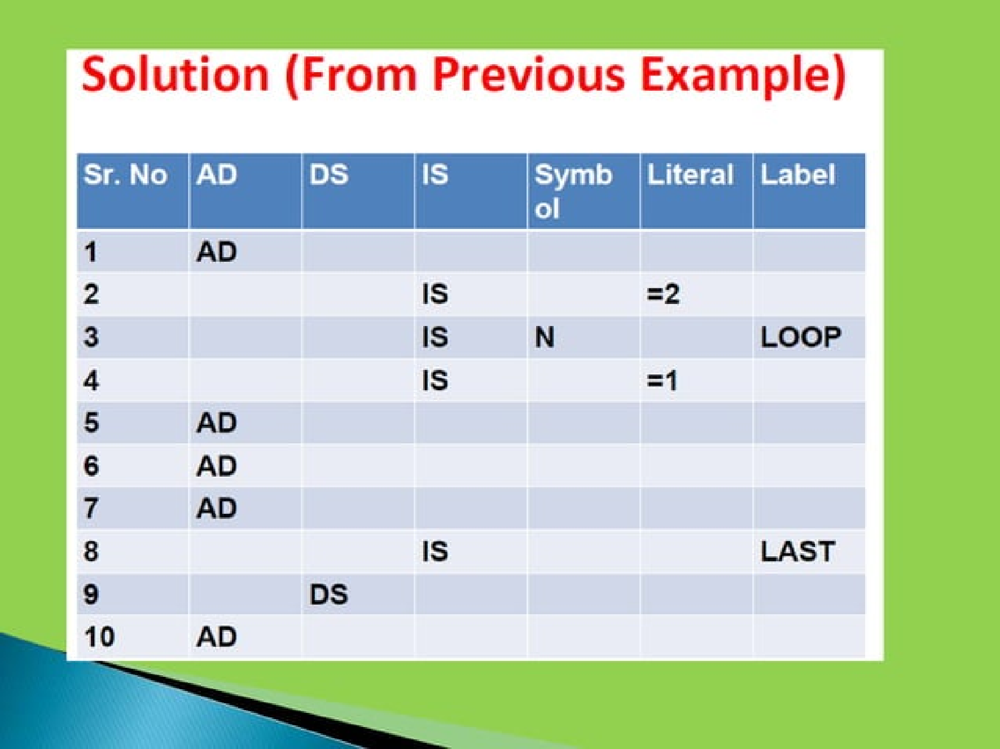 Solution (From Previous Example)
Sr. No AD DS IS Symb ol Literal Label
1 AD
2 IS =2
3 IS N LOOP
4 IS =1
5 AD
6 AD
7 AD
8 IS LAST
9 DS
10 AD